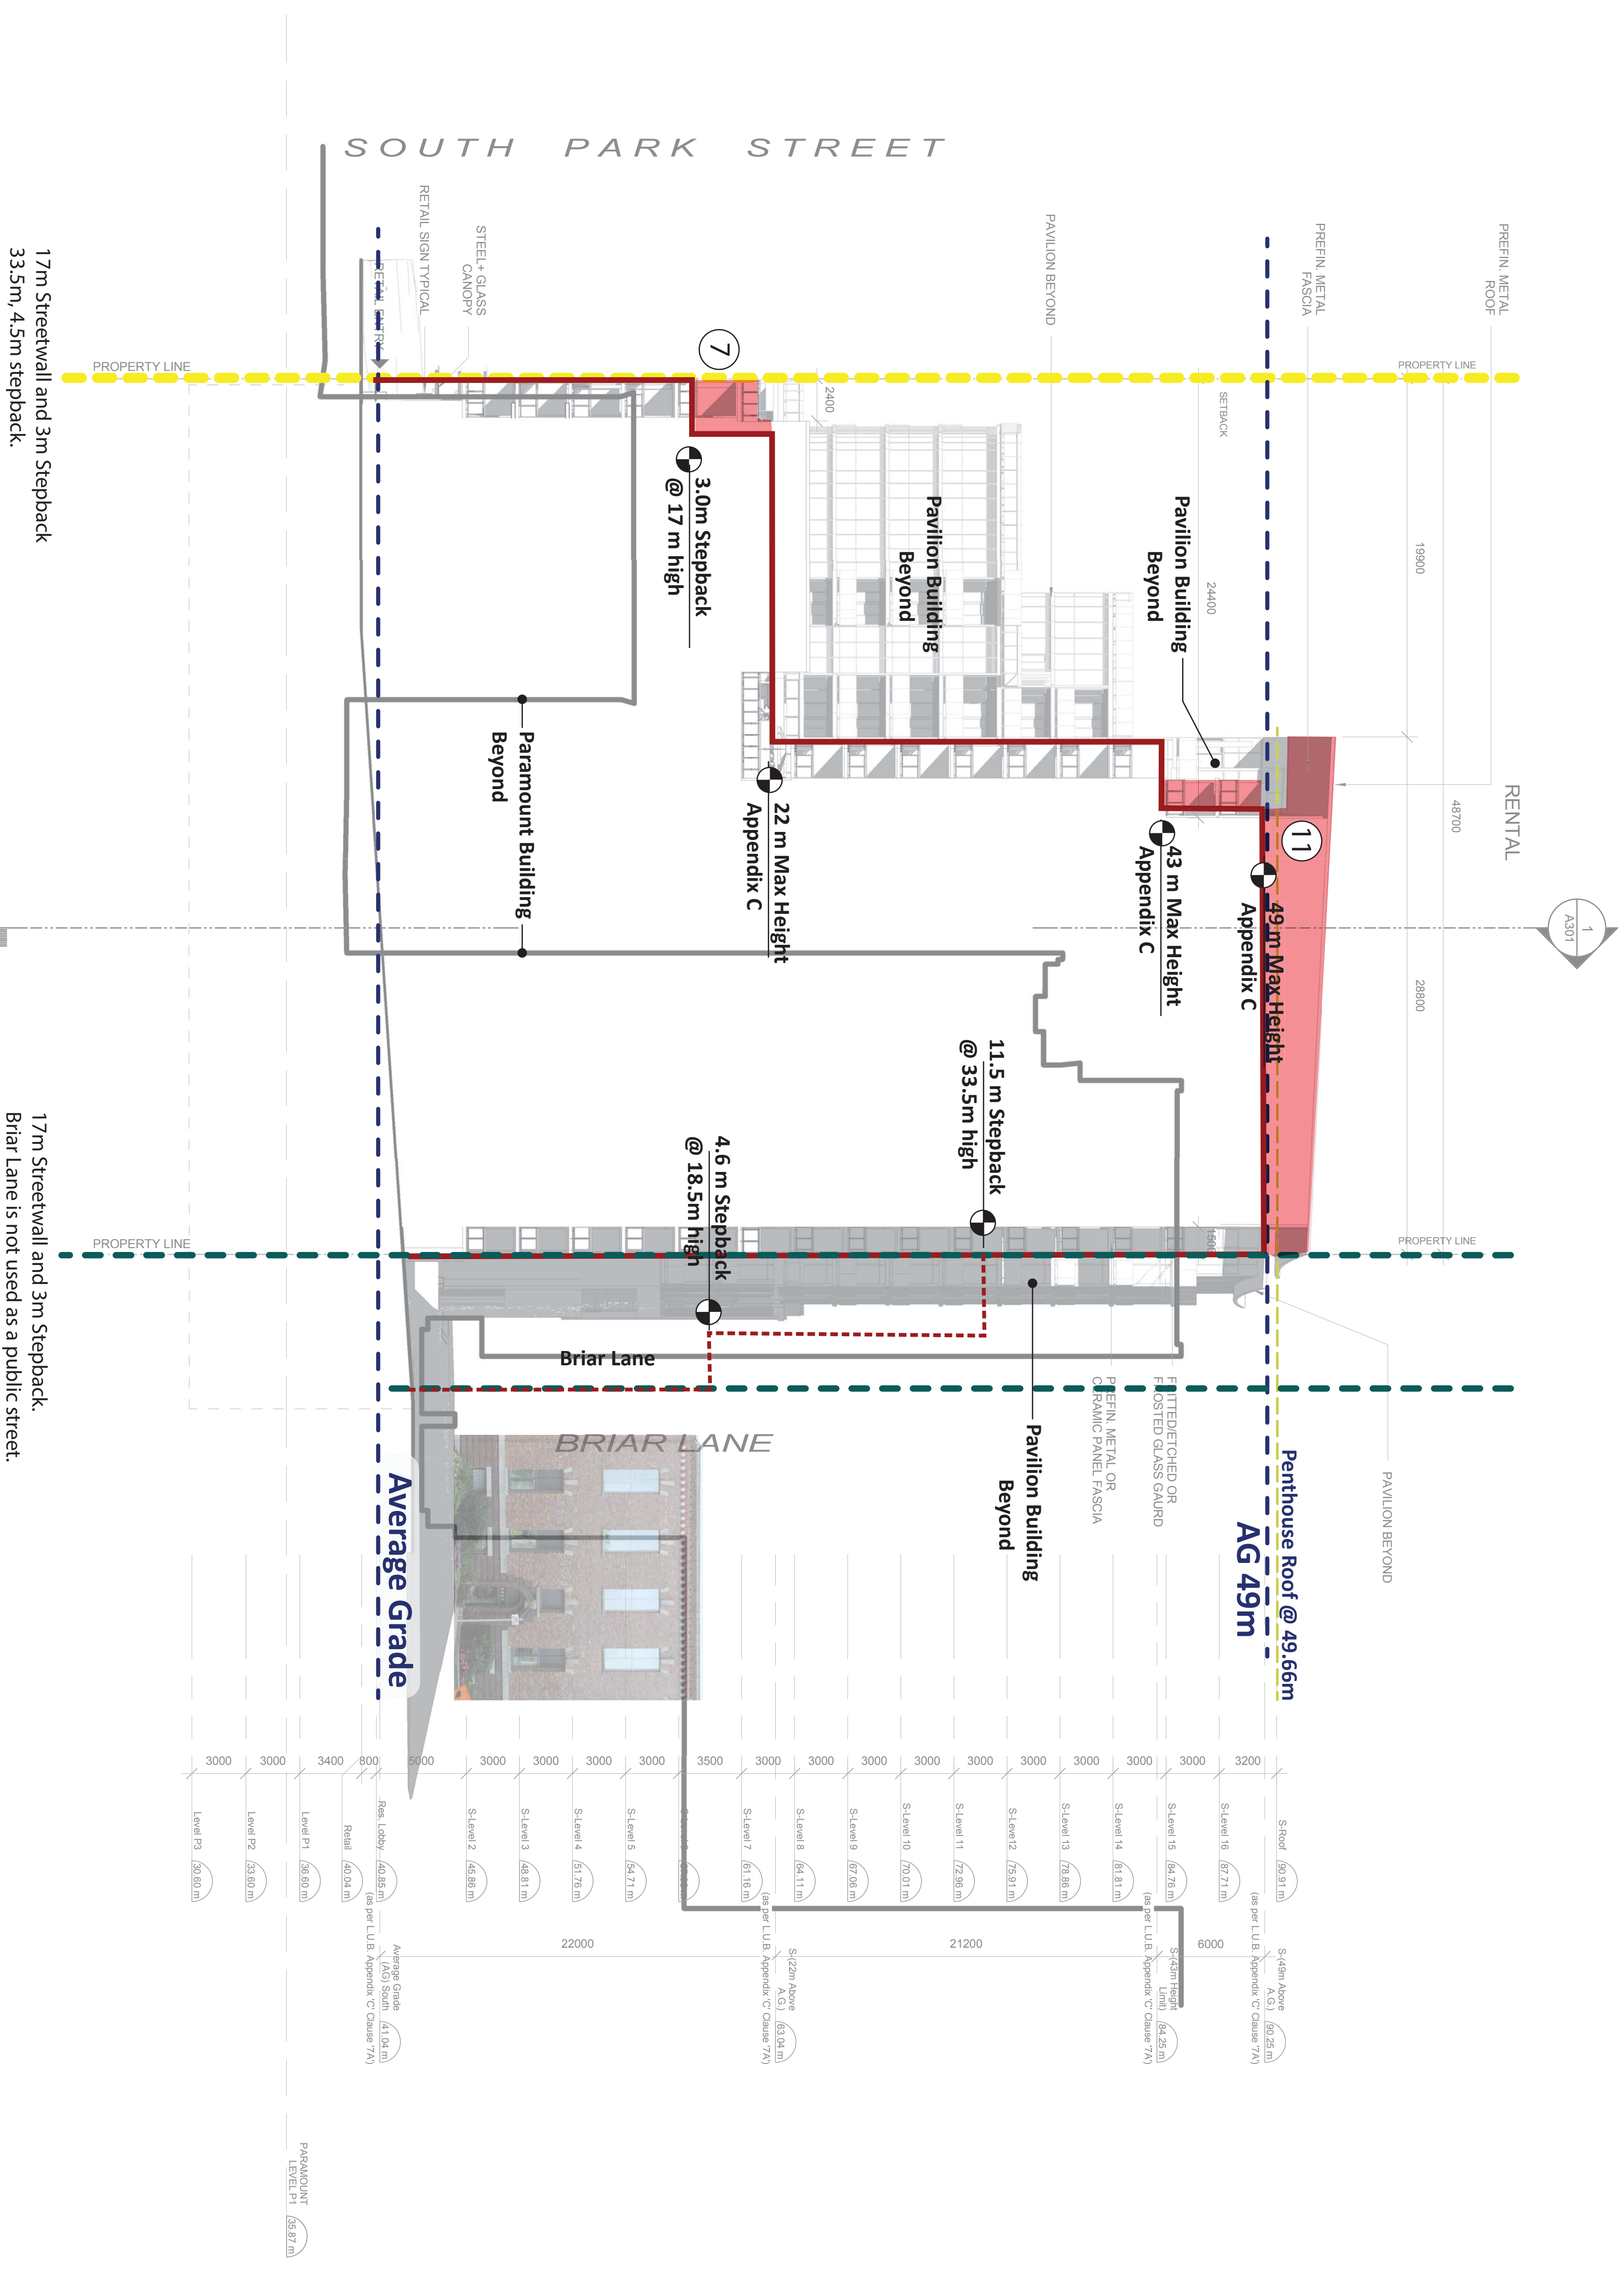 SOUTH PARK STREET
PREFIN. METAL
ROOF
PREFIN. METAL
FASCIA
PAVILION BEYOND
RETAIL SIGN TYPICAL
STEEL+ GLASS
CANOPY
RETAIL ENTRY
PROPERTY LINE
PROPERTY LINE
SETBACK
2400
7
3.0m Stepback
@ 17 m high
Pavilion Building
Beyond
Pavilion Building
Beyond
24400
19900
48700
28800
RENTAL
1
A301
11
49 m Max Height
Appendix C
43 m Max Height
Appendix C
22 m Max Height
Appendix C
Paramount Building
Beyond
11.5 m Stepback
@ 33.5m high
4.6 m Stepback
@ 18.5m high
1500
PROPERTY LINE
PROPERTY LINE
Briar Lane
BRIAR LANE
Pavilion Building
Beyond
FRITTED/ETCHED OR
FROSTED GLASS GAURD
PREFIN. METAL OR
CERAMIC PANEL FASCIA
PAVILION BEYOND
Penthouse Roof @ 49.66m
AG 49m
Average Grade
3000
3000
3400
800
5000
3000
3000
3000
3000
3500
3000
3000
3000
3000
3000
3000
3000
3000
3000
3200
S-Roof 90.91 m
S-Level 16 87.71 m
S-Level 15 84.76 m
S-Level 14 81.81 m
S-Level 13 78.86 m
S-Leve12 75.91 m
S-Level 11 72.96 m
S-Level 10 70.01 m
S-Level 9 67.06 m
S-Level 8 64.11 m
S-Level 7 61.16 m
S-Level 5 54.71 m
S-Level 4 51.76 m
S-Level 3 48.81 m
S-Level 2 45.86 m
Res. Lobby 40.85 m
Retail 40.04 m
Level P1 36.60 m
Level P2 33.60 m
Level P3 30.60 m
22000
21200
6000
S-(49m Above
A.G.) 90.25 m
(as per L.U.B. Appendix 'C' Clause '7A')
S-(43m Height
Limit) 84.25 m
(as per L.U.B. Appendix 'C' Clause '7A')
S-(22m Above
A.G.) 63.04 m
(as per L.U.B. Appendix 'C' Clause '7A')
Average Grade
(AG) South 41.04 m
(as per L.U.B. Appendix 'C' Clause '7A')
PARAMOUNT
LEVEL P1 35.87 m
17m Streetwall and 3m Stepback
33.5m, 4.5m stepback.
17m Streetwall and 3m Stepback.
Briar Lane is not used as a public street.